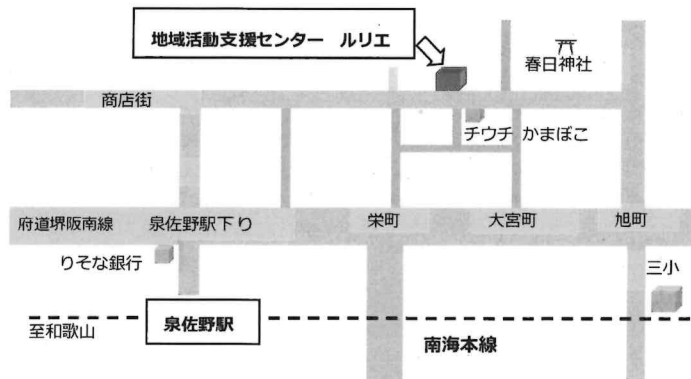 地域活動支援センター　ルリエ
春日神社
商店街
チウチ かまぼこ
府道堺阪南線
泉佐野駅下り
栄町
大宮町
旭町
りそな銀行
三小
泉佐野駅
至和歌山
南海本線